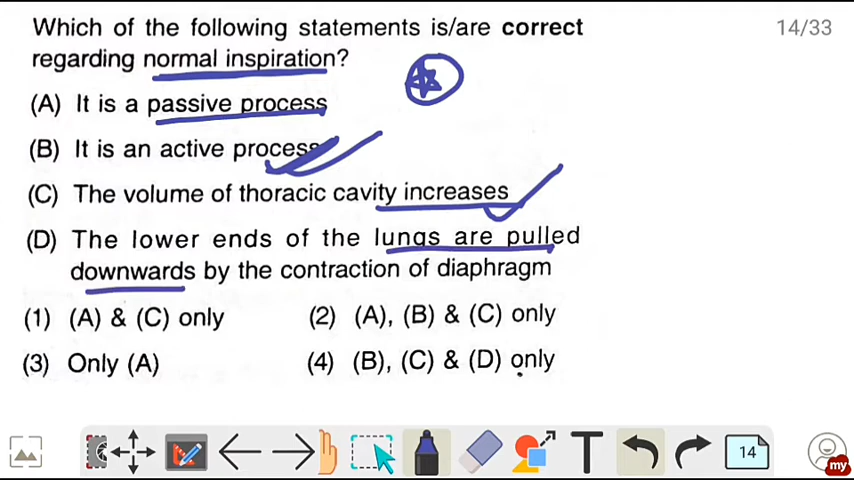 Which of the following statements is/are correct
14/33
regarding normal inspiration?
(A) It is a passive process
(B) It is an active process
(C) The volume of thoracic cavity increases
(D) The lower ends of the lungs are pulled
downwards by the contraction of diaphragm
(1) (A) & (C) only
(2) (A), (B) & (C) only
(3) Only (A)
(4) (B), (C) & (D) only
T
14
my